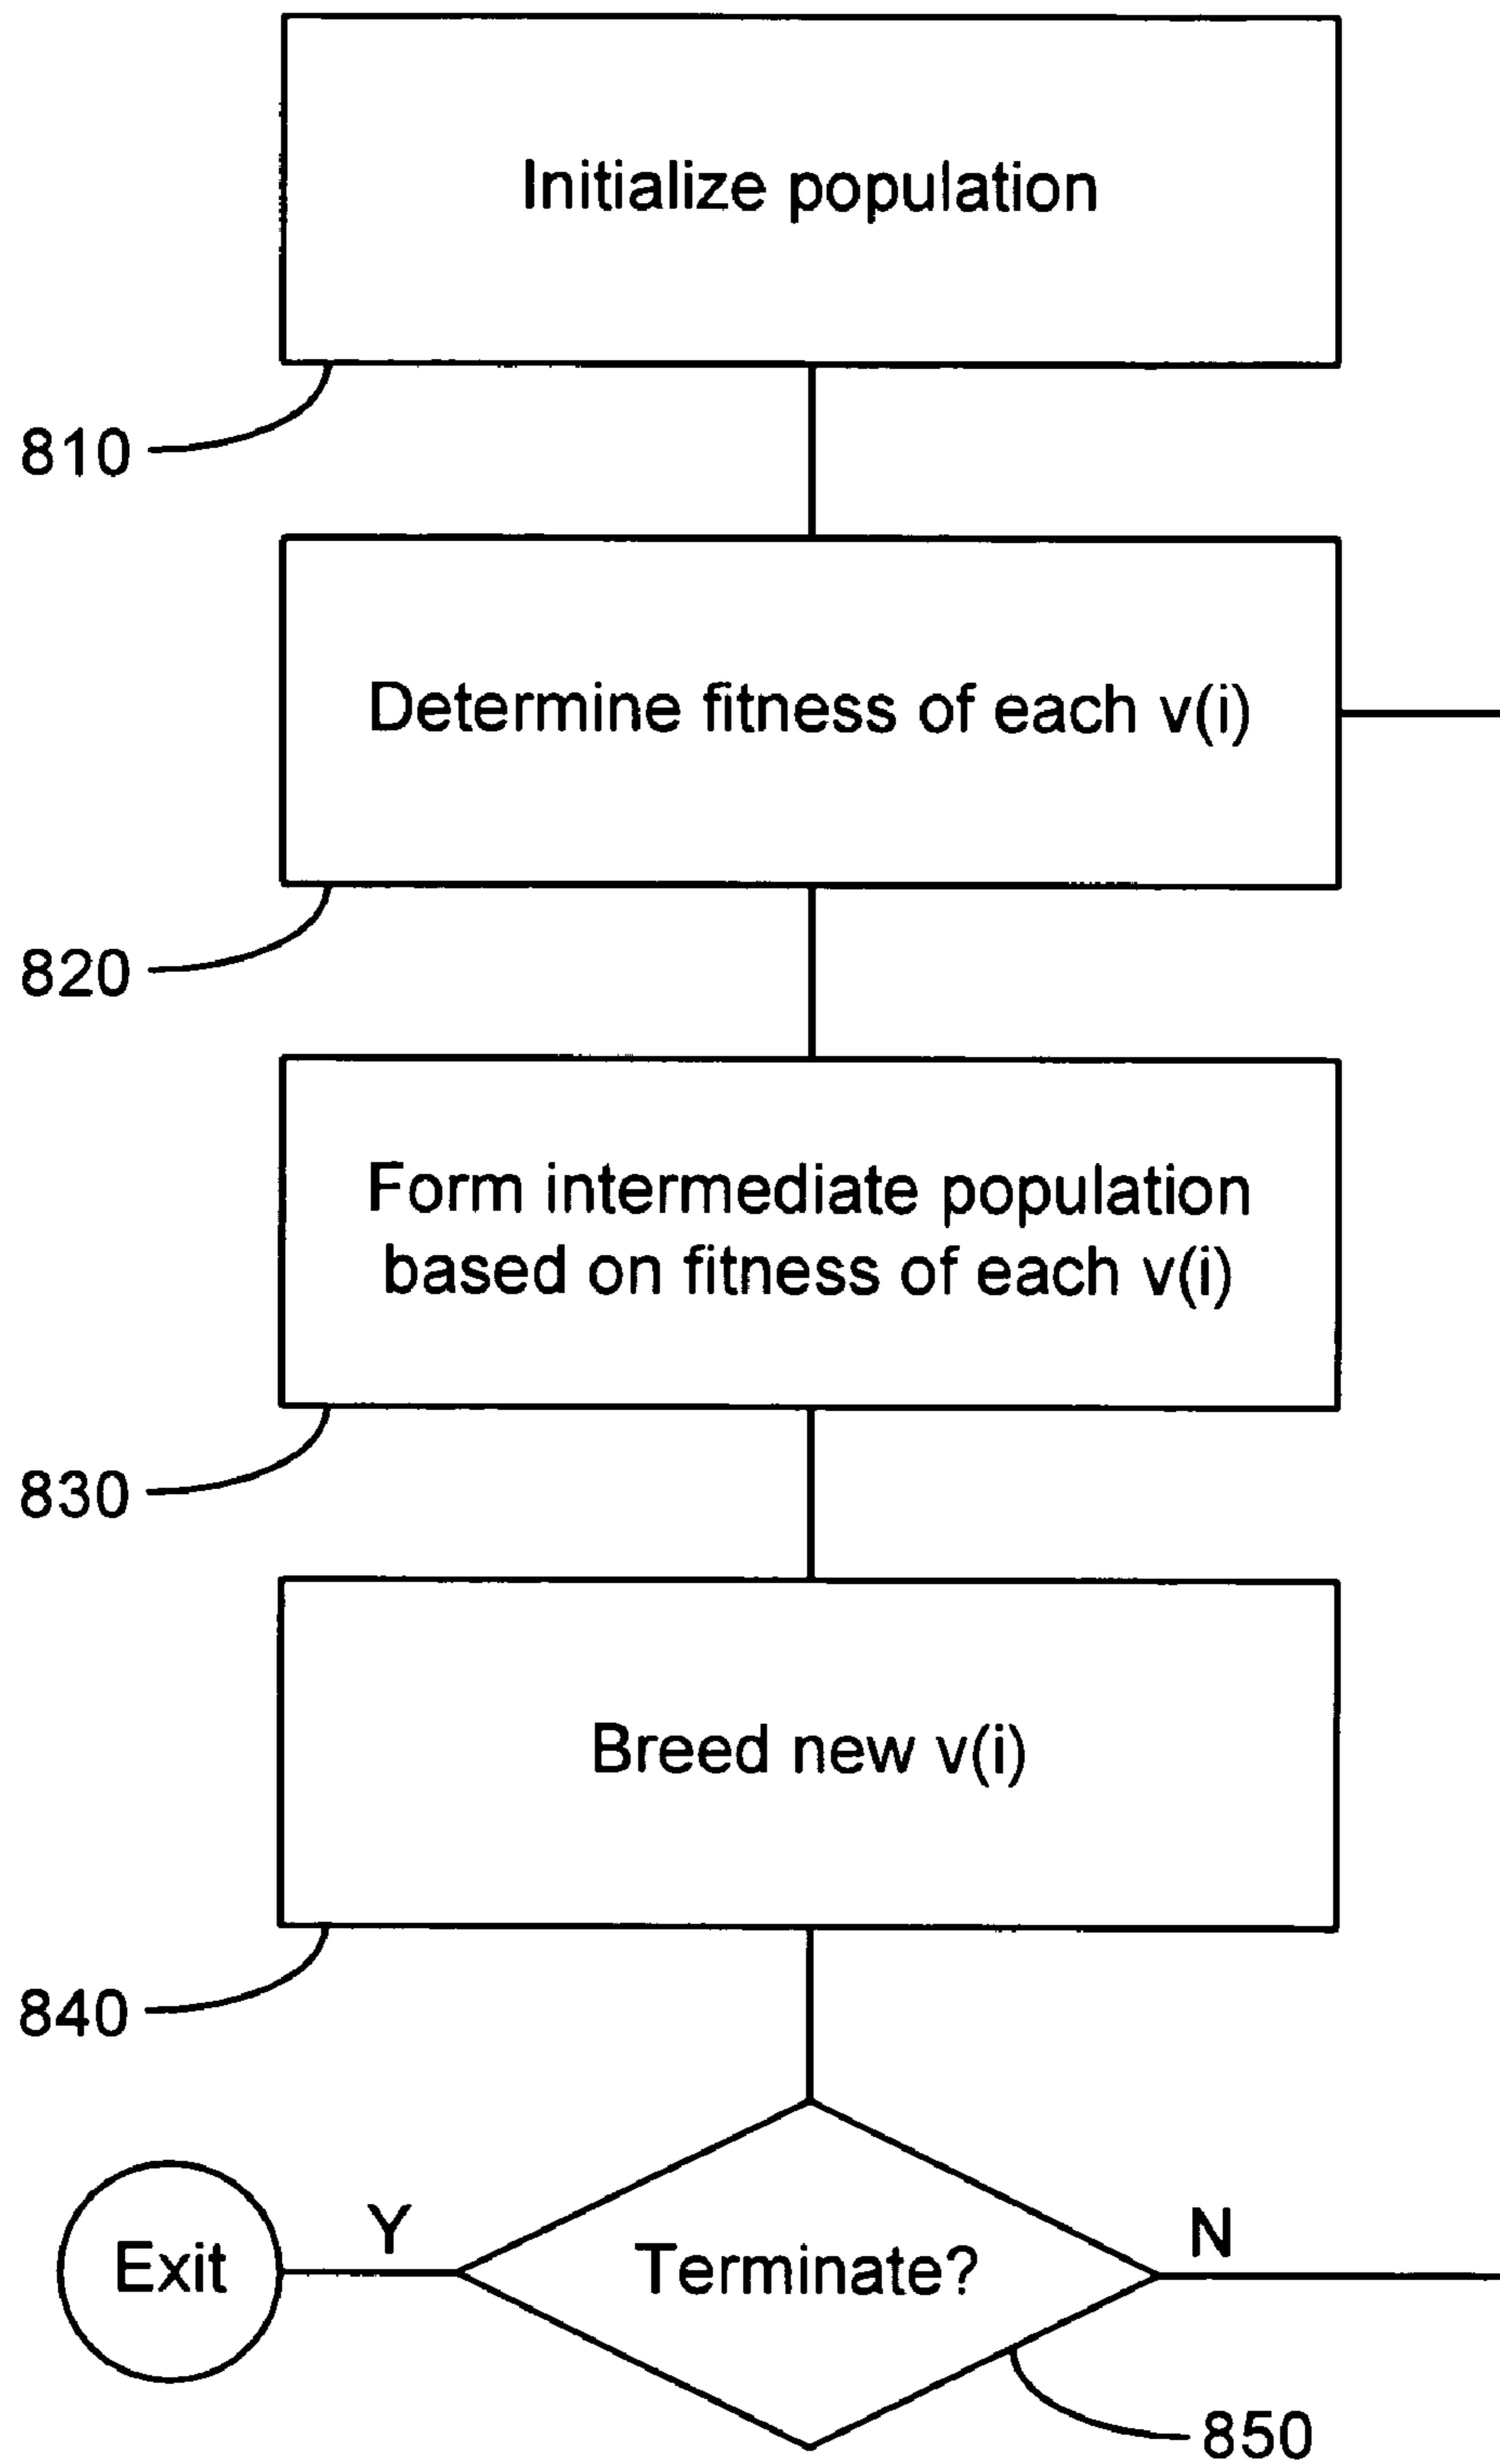 Initialize population
810
Determine fitness of each v(i)
820
Form intermediate population
based on fitness of each v(i)
830
Breed new v(i)
840
Exit
Y
Terminate?
N
850